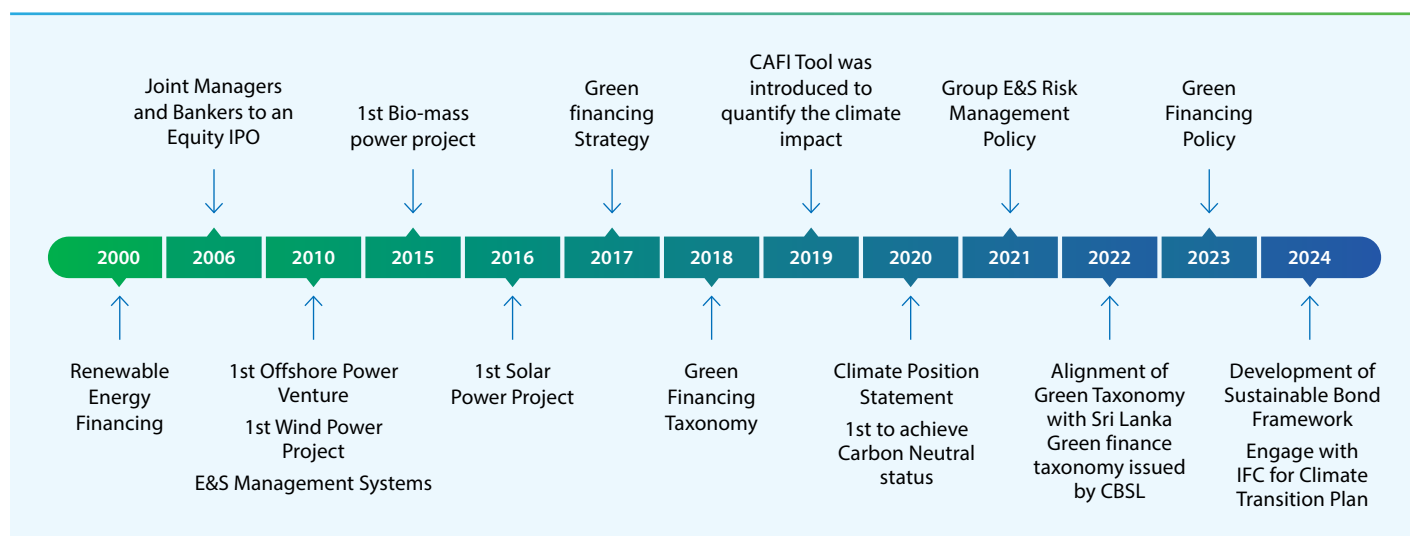 Joint Managers
and Bankers to an
Equity IPO
1st Bio-mass
power project
Green
financing
Strategy
CAFI Tool was
introduced to
quantify the climate
impact
Group E&S Risk
Management
Policy
Green
Financing
Policy
2000
2006
2010
2015
2016
2017
2018
2019
2020
2021
2022
2023
2024
Renewable
Energy
Financing
1st Offshore Power
Venture
1st Wind Power
Project
E&S Management Systems
1st Solar
Power Project
Green
Financing
Taxonomy
Climate Position
Statement
1st to achieve
Carbon Neutral
status
Alignment of
Green Taxonomy
with Sri Lanka
Green finance
taxonomy issued
by CBSL
Development of
Sustainable Bond
Framework
Engage with
IFC for Climate
Transition Plan